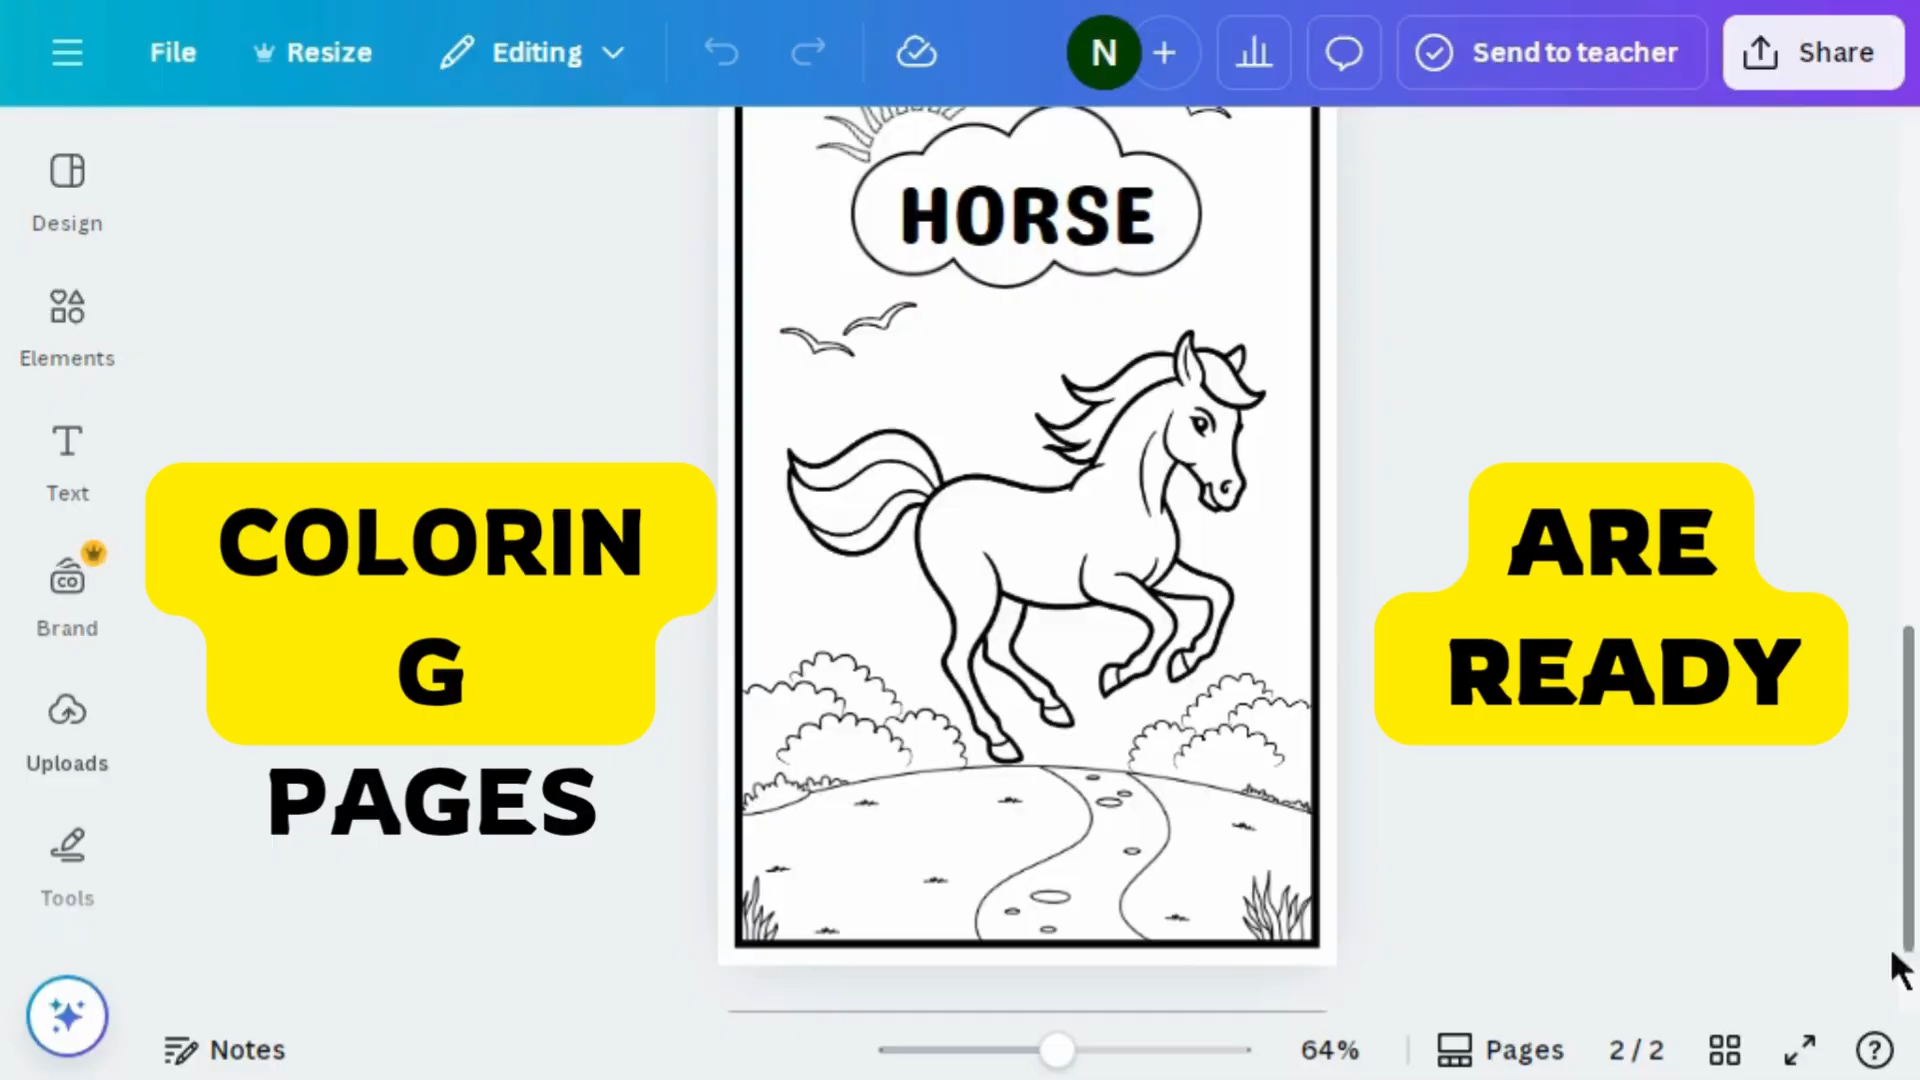 File
Resize
Editing
N
Send to teacher
Share
Design
Elements
Text
CO
Brand
Uploads
Tools
HORSE
COLORIN
G
PAGES
ARE
READY
Notes
64%
Pages
2 / 2
?